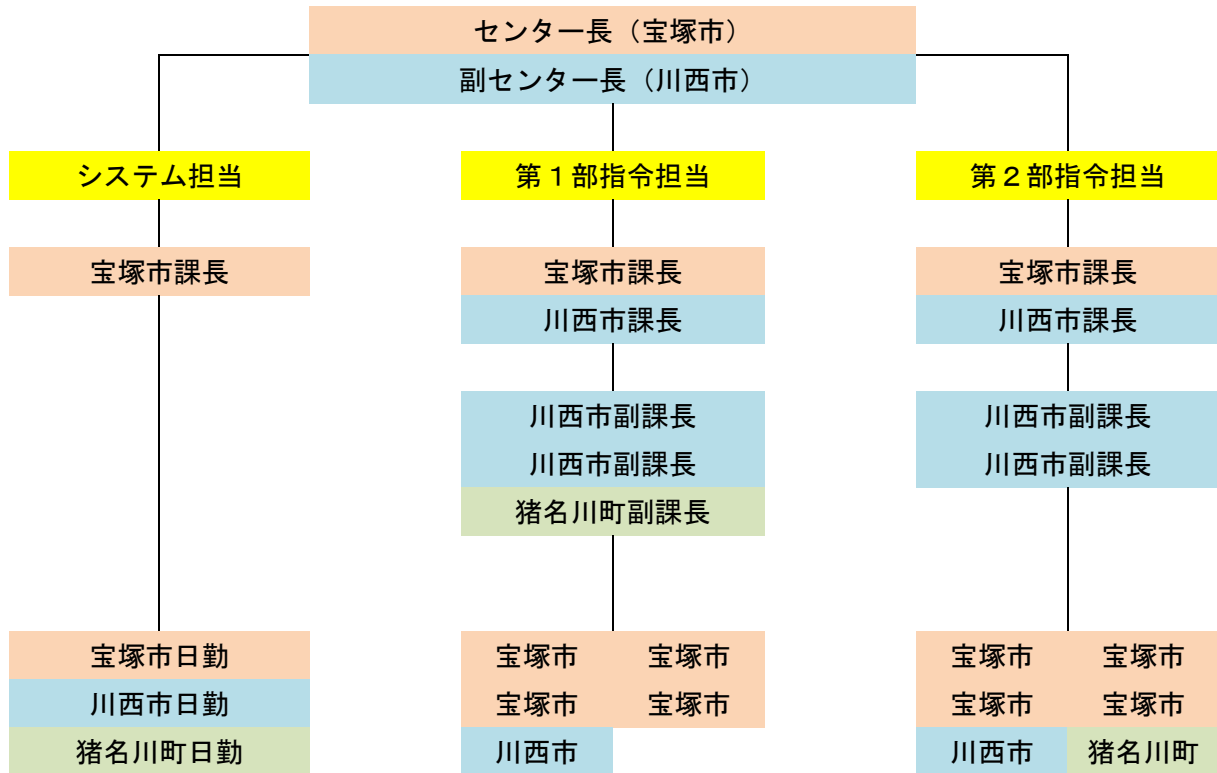 センター長（宝塚市）
副センター長（川西市）
システム担当
宝塚市課長
宝塚市日勤
川西市日勤
猪名川町日勤
第１部指令担当
宝塚市課長
川西市課長
川西市副課長
川西市副課長
猪名川町副課長
宝塚市 宝塚市
宝塚市 宝塚市
川西市
第２部指令担当
宝塚市課長
川西市課長
川西市副課長
川西市副課長
宝塚市 宝塚市
宝塚市 宝塚市
川西市 猪名川町